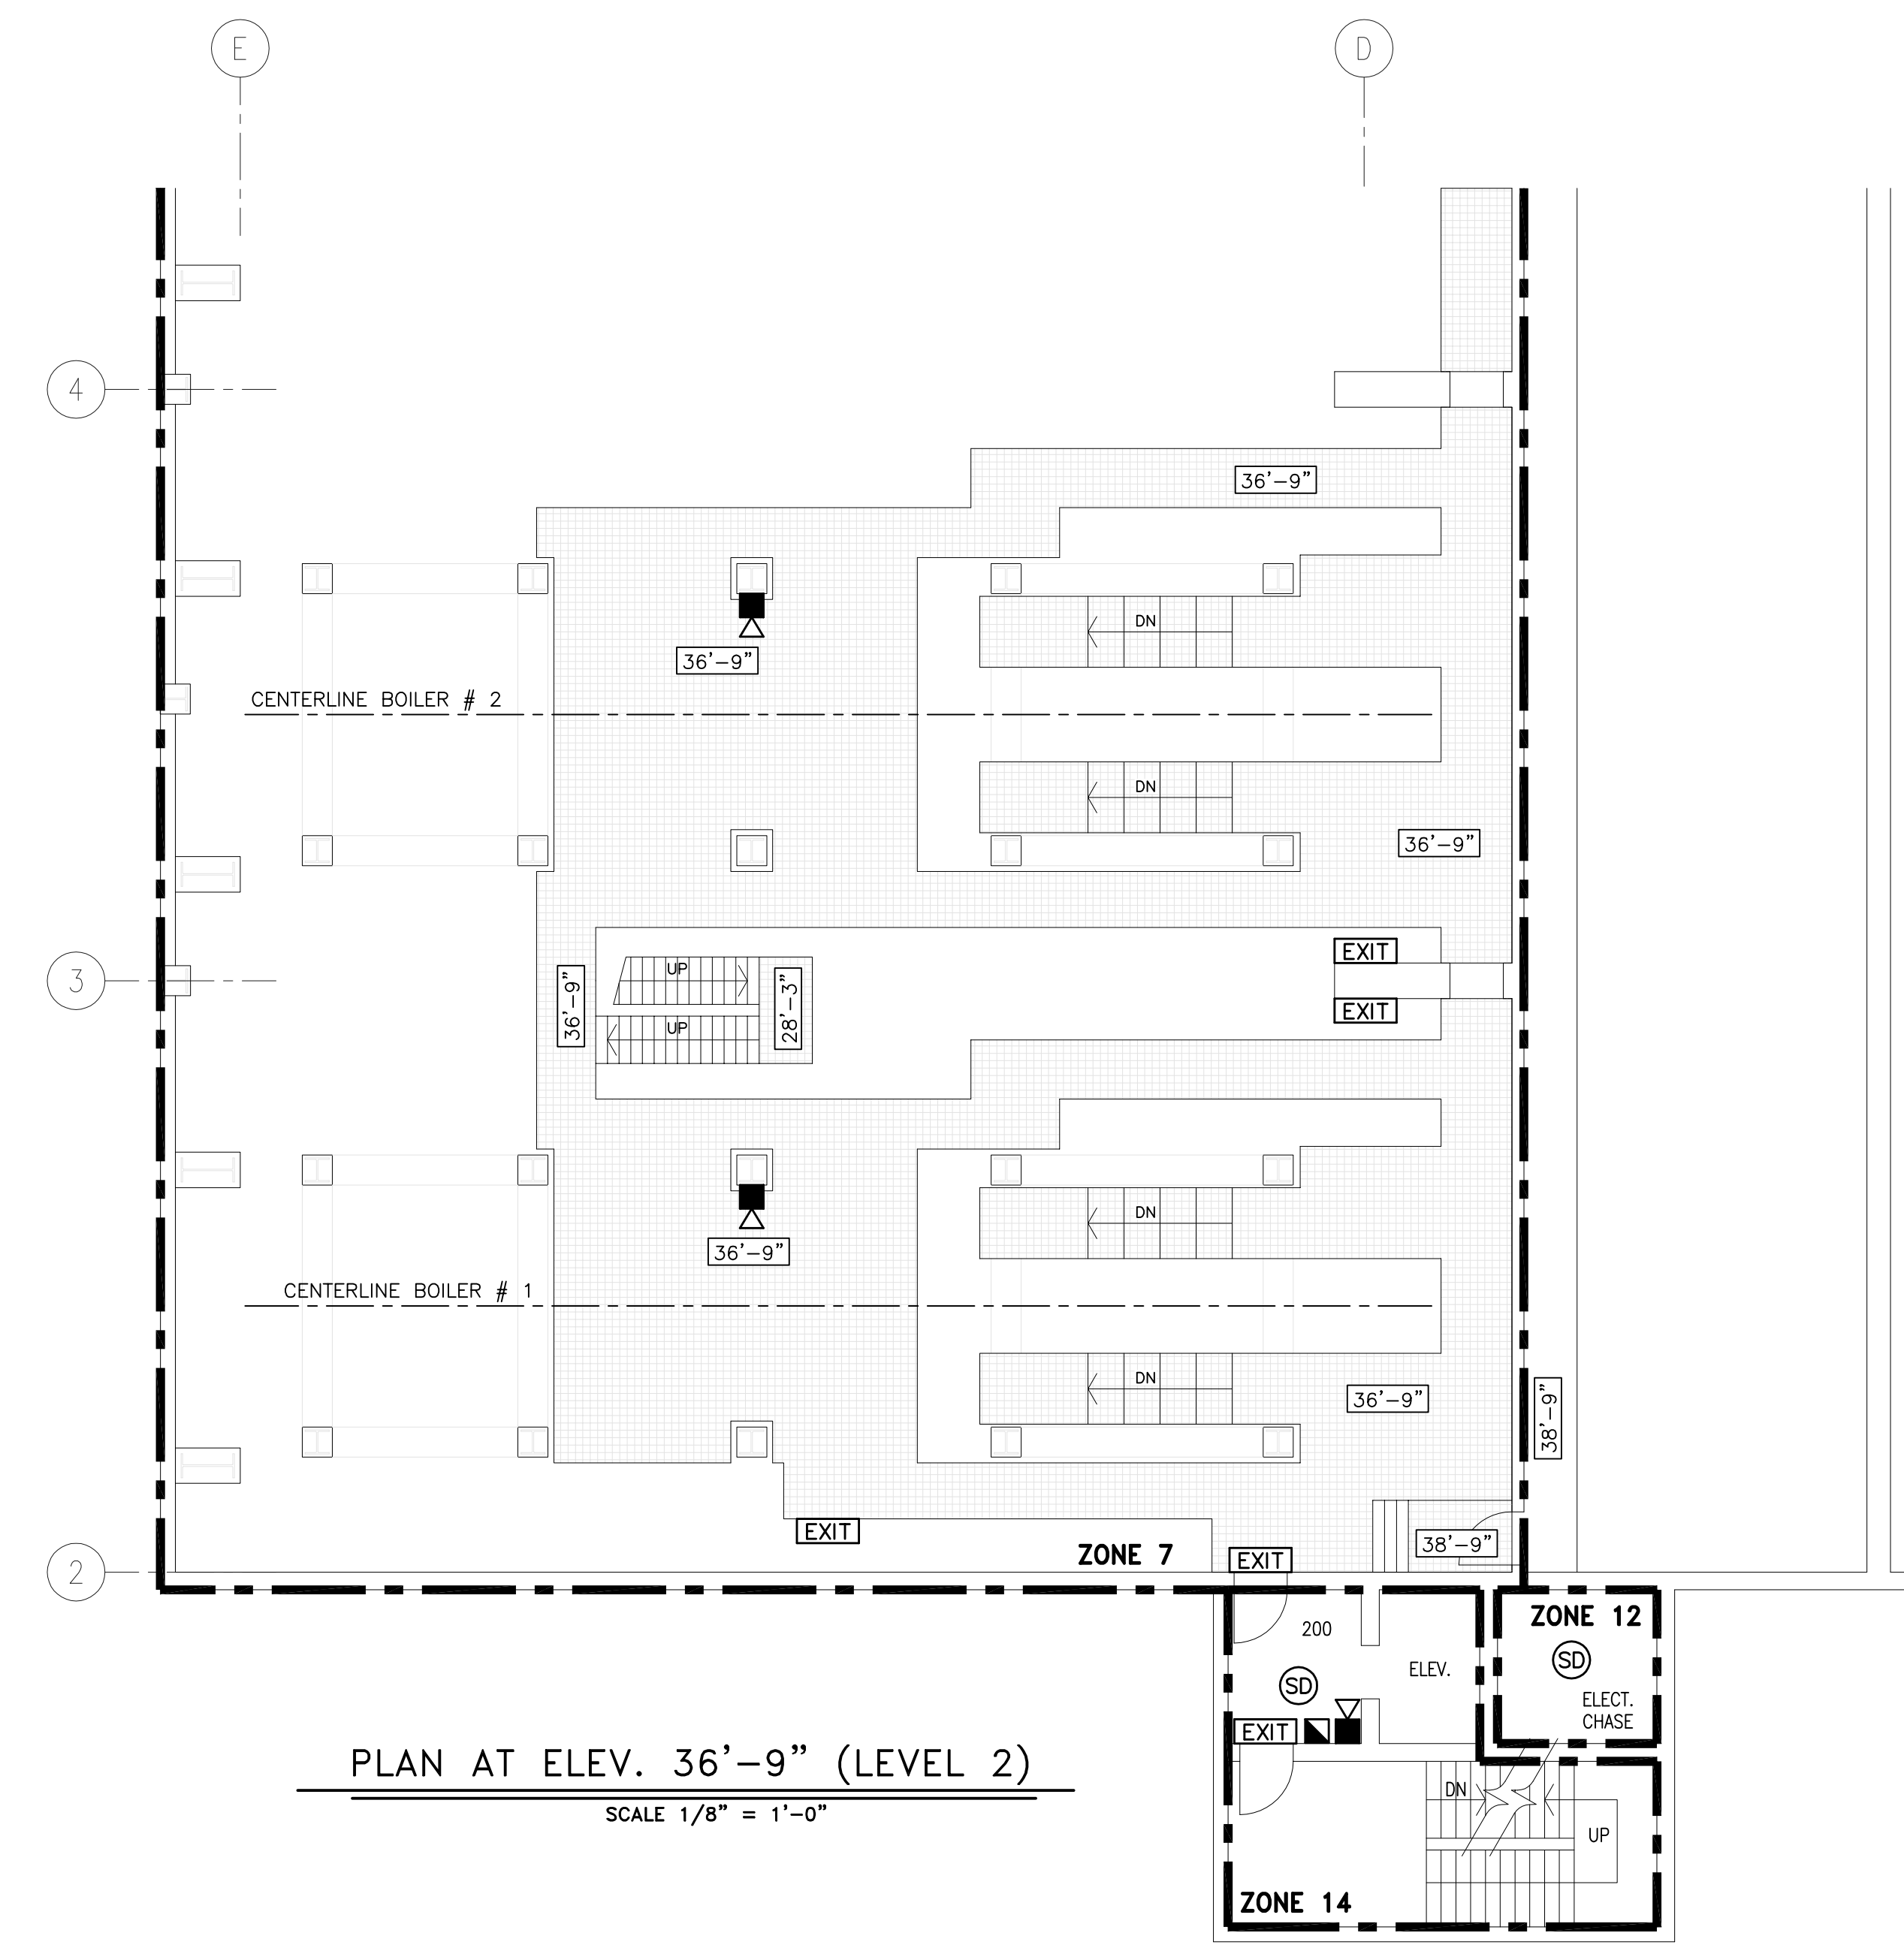 E
D
4
36'-9"
DN
36'-9"
CENTERLINE BOILER # 2
DN
36'-9"
EXIT
3
36'-9"
UP
28'-3"
UP
EXIT
DN
36'-9"
CENTERLINE BOILER # 1
DN
36'-9"
38'-9"
EXIT
ZONE 7
EXIT
38'-9"
2
ZONE 12
200
SD
ELEV.
SD
ELECT.
CHASE
EXIT
PLAN AT ELEV. 36'-9" (LEVEL 2)
SCALE 1/8" = 1'-0"
DN
UP
ZONE 14